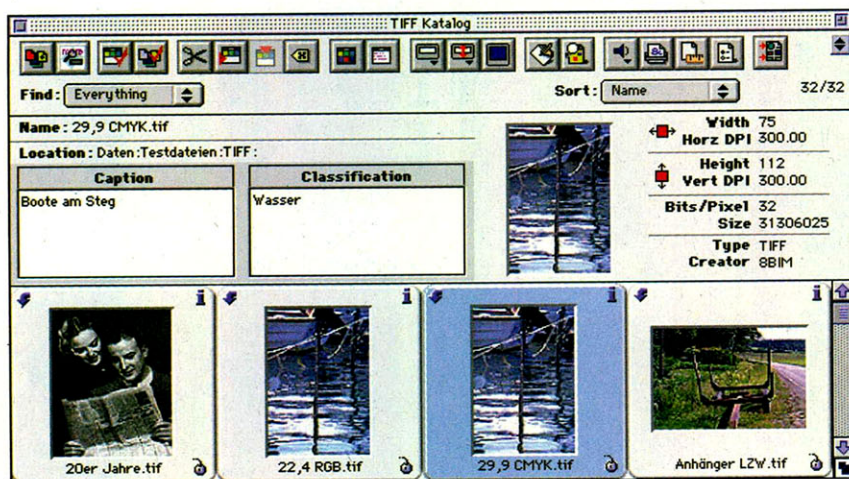 TIFF Katalog
Find: Everything
Sort: Name
32/32
Name: 29,9 CMYK.tif
Location: Daten:Testdateien:TIFF:
Caption
Boote am Steg
Classification
Wasser
Width 75
Horz DPI 300.00
Height 112
Vert DPI 300.00
Bits/Pixel 32
Size 31306025
Type TIFF
Creator 8BIM
20er Jahre.tif
22,4 RGB.tif
29,9 CMYK.tif
Anhänger LZW.tif